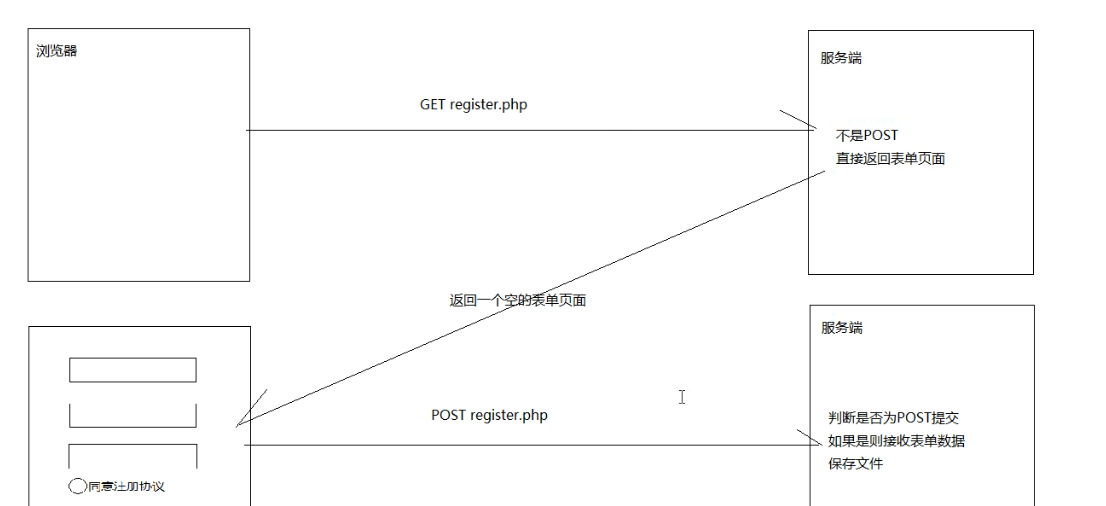 浏览器
服务端
GET register.php
不是POST
直接返回表单页面
返回一个空的表单页面
服务端
POST register.php
判断是否为POST提交
如果是则接收表单数据
保存文件
同意注册协议